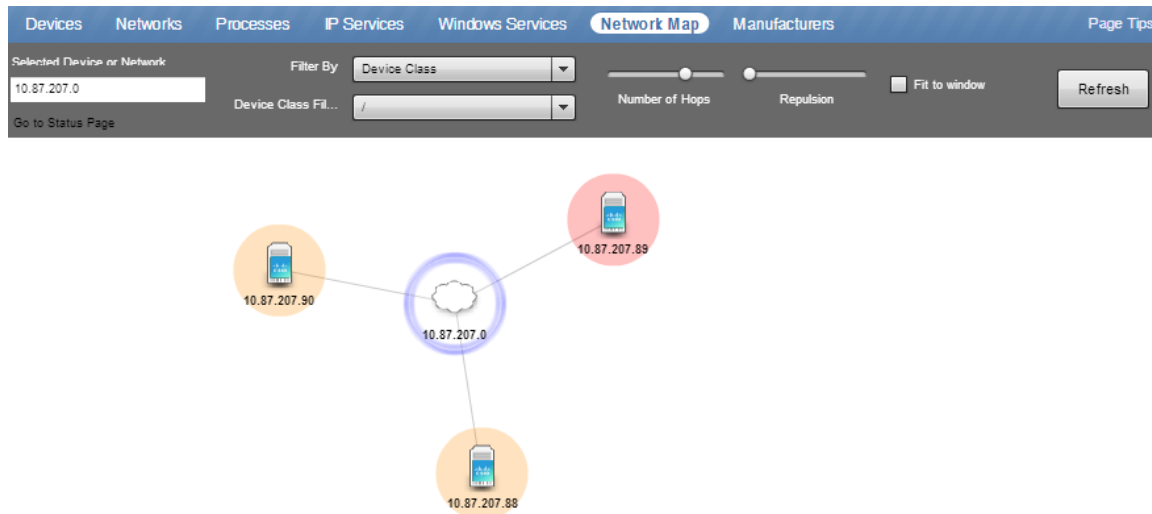 Devices Networks Processes IP Services Windows Services Network Map Manufacturers Page Tips
Selected Device or Network
10.87.207.0
Go to Status Page
Filter By Device Class
Device Class Fil... /
Number of Hops Repulsion
Fit to window
Refresh
10.87.207.89
10.87.207.90
10.87.207.0
10.87.207.88